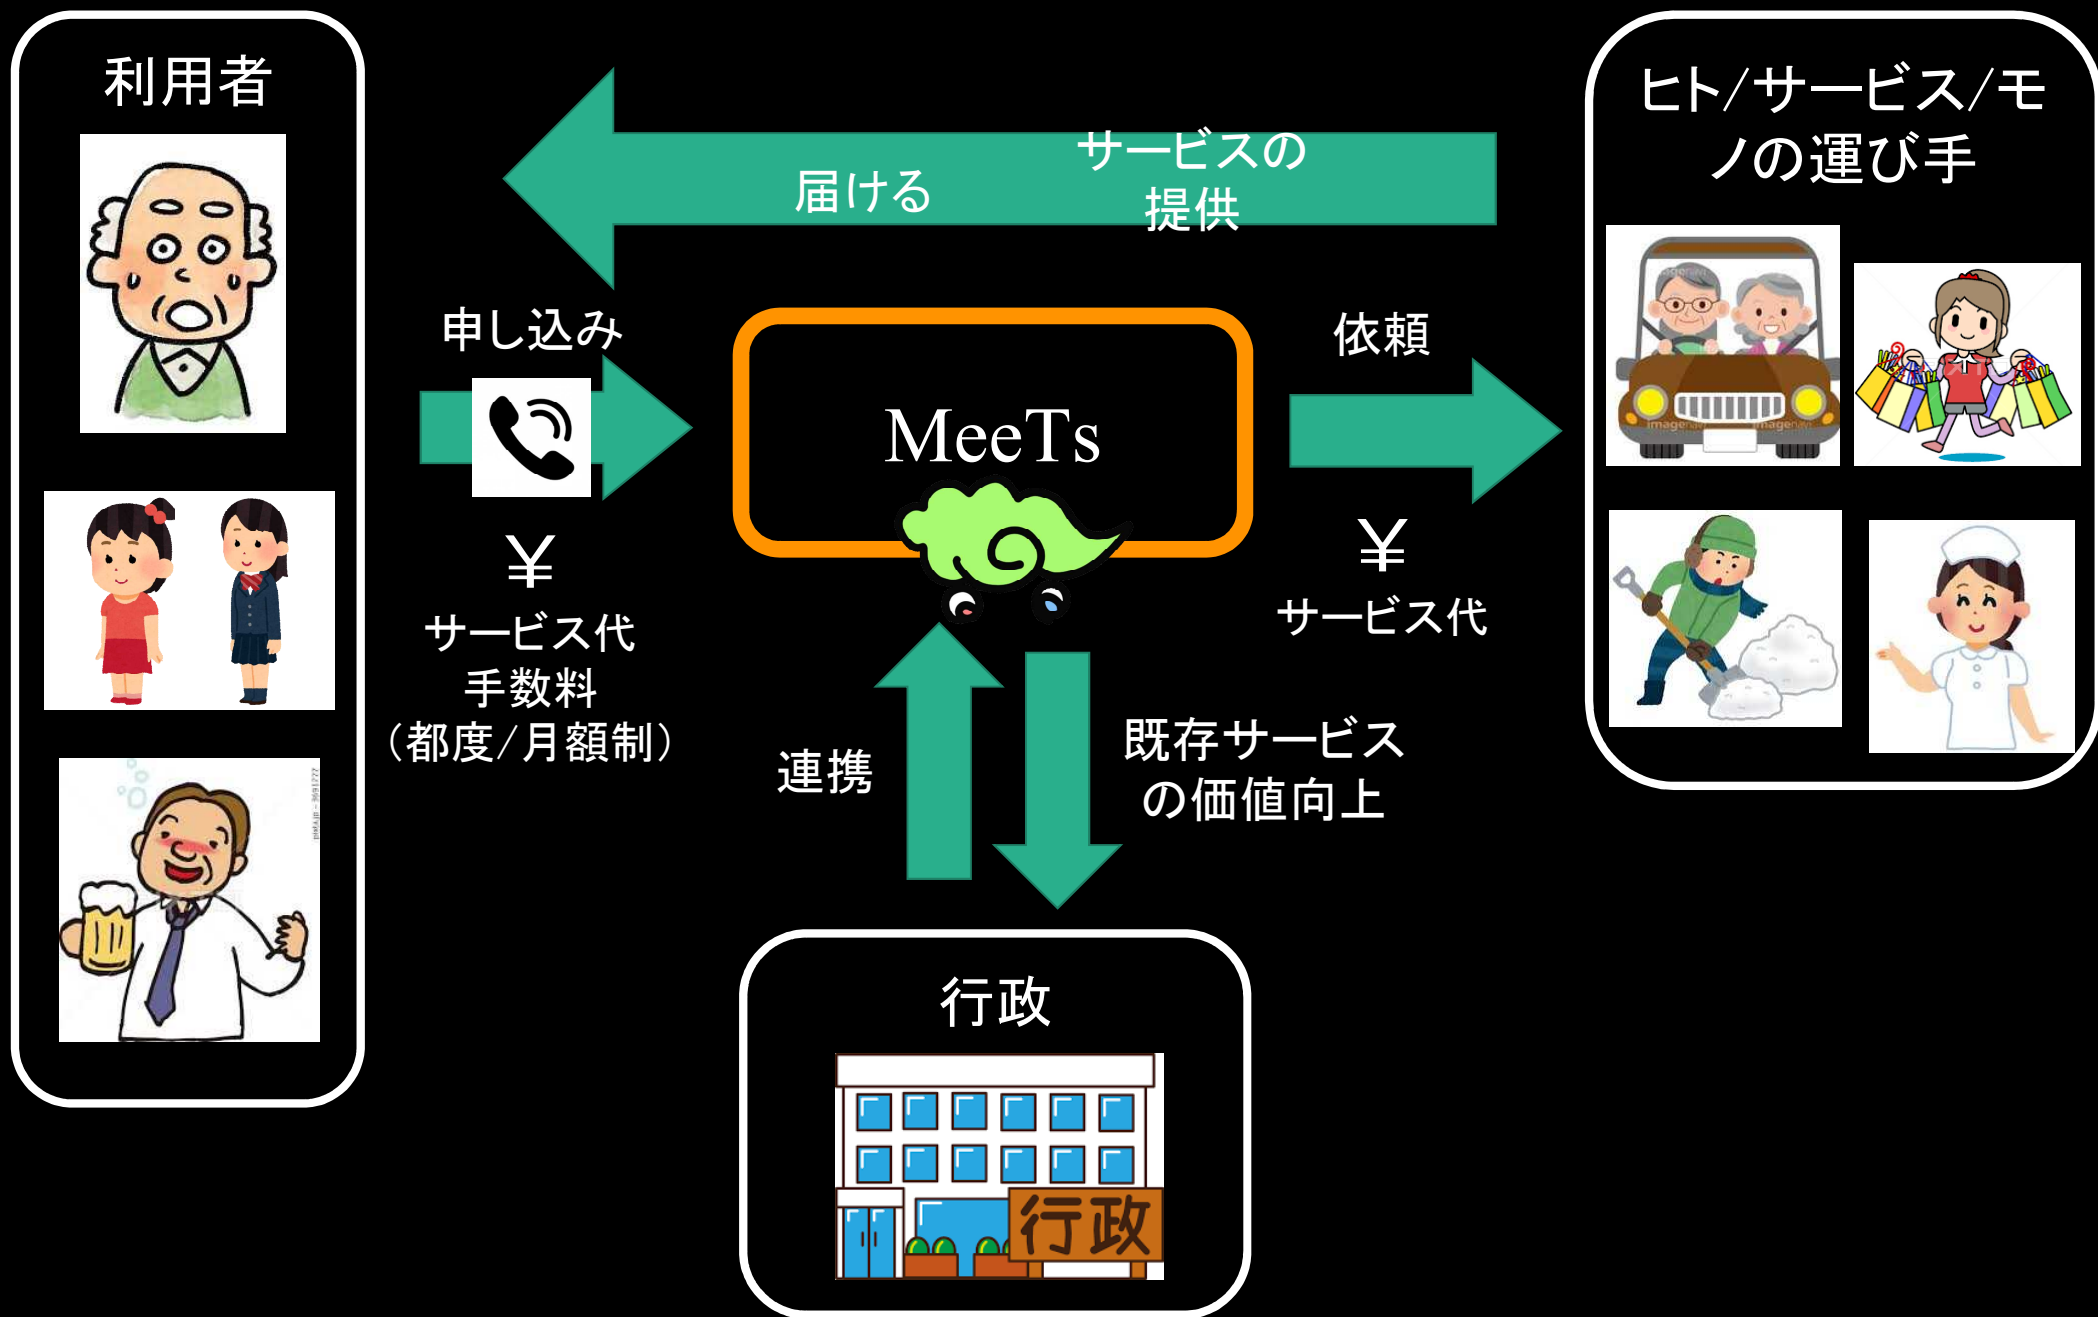 利用者
ヒト/サービス/モ
ノの運び手
サービスの
提供
届ける
申し込み
依頼
MeeTs
¥
サービス代
手数料
（都度/月額制）
¥
サービス代
連携
既存サービス
の価値向上
行政
行政